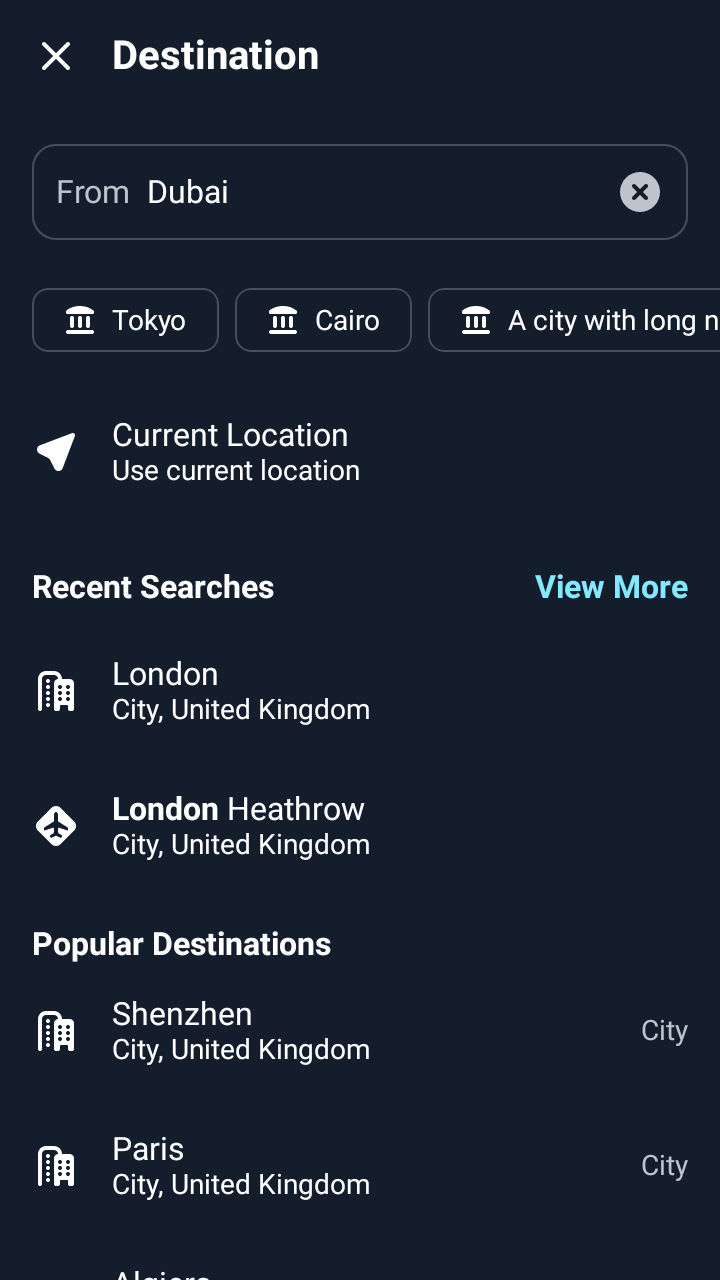 Destination
From Dubai
Tokyo Cairo A city with long n
Current Location
Use current location
Recent Searches View More
London
City, United Kingdom
London Heathrow
City, United Kingdom
Popular Destinations
Shenzhen
City, United Kingdom
City
Paris
City, United Kingdom
City